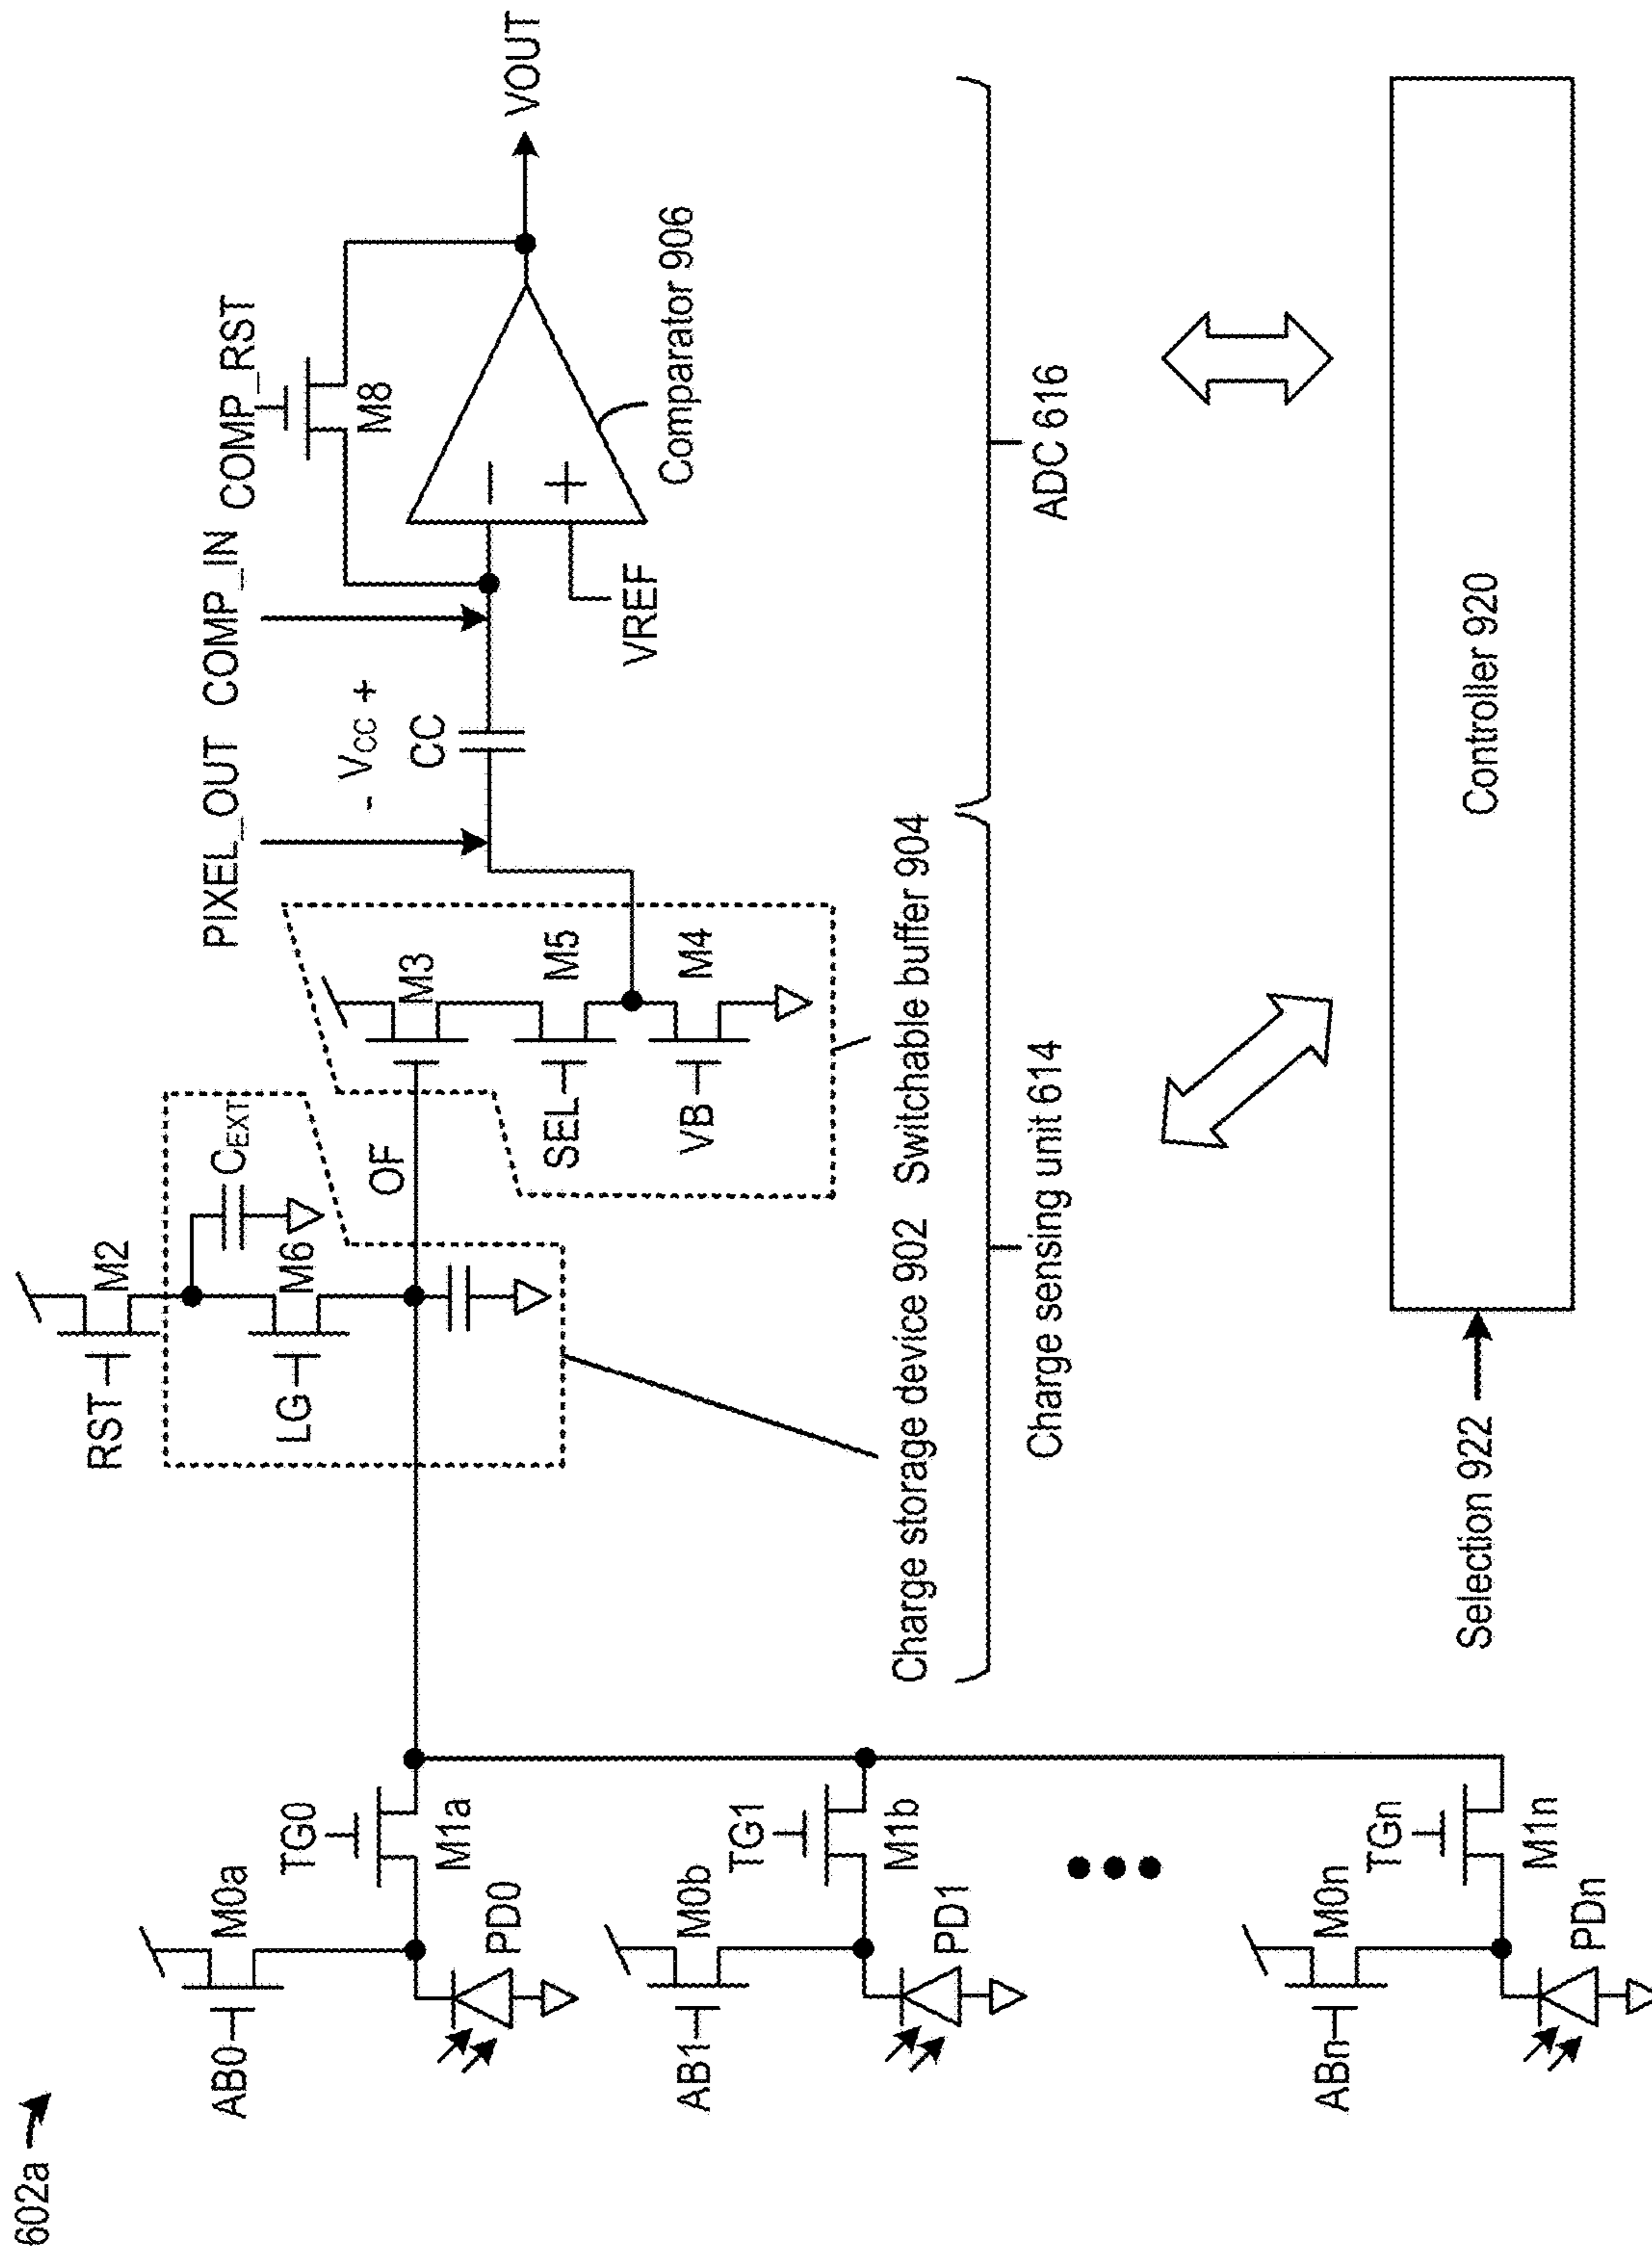 602a
AB0
M0a
TG0
M1a
PD0
AB1
M0b
TG1
M1b
PD1
ABn
M0n
TGn
M1n
PDn
RST
M2
LG
M6
CEXT
OF
M3
SEL
M5
VB
M4
PIXEL_OUT
COMP_IN
COMP_RST
- VCC +
CC
M8
VREF
VOUT
Comparator 906
Charge storage device 902
Switchable buffer 904
Charge sensing unit 614
ADC 616
Selection 922
Controller 920